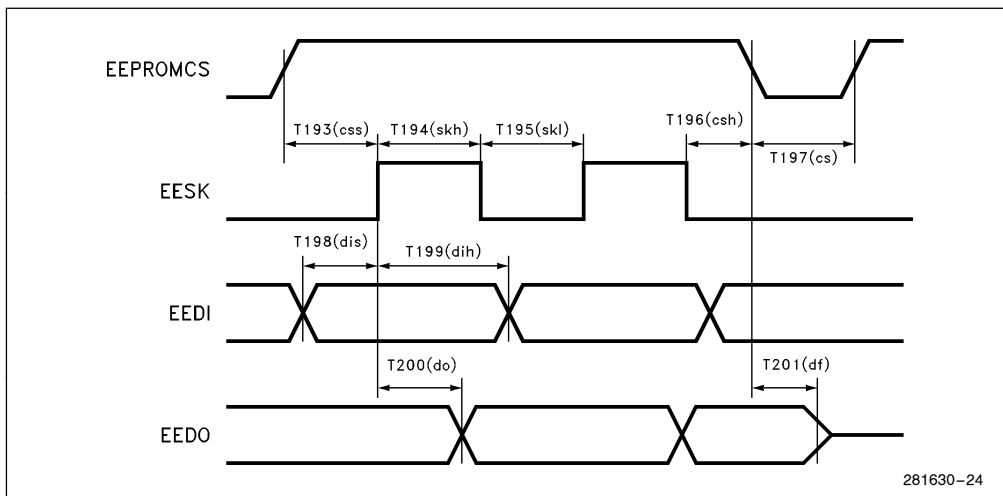 EEPROMCS
T193(css) T194(skh) T195(skl) T196(csh)
T197(cs)
EESK
T198(dis) T199(dih)
EEDI
T200(do) T201(df)
EEDO
281630-24